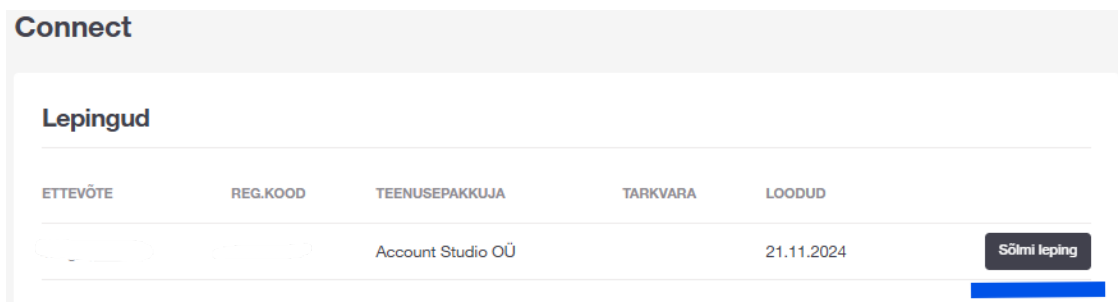 Connect
Lepingud
ETTEVÕTE REG.KOOD TEENUSEPAKKUJA TARKVARA LOODUD
Account Studio OÜ 21.11.2024 Sõlmi leping